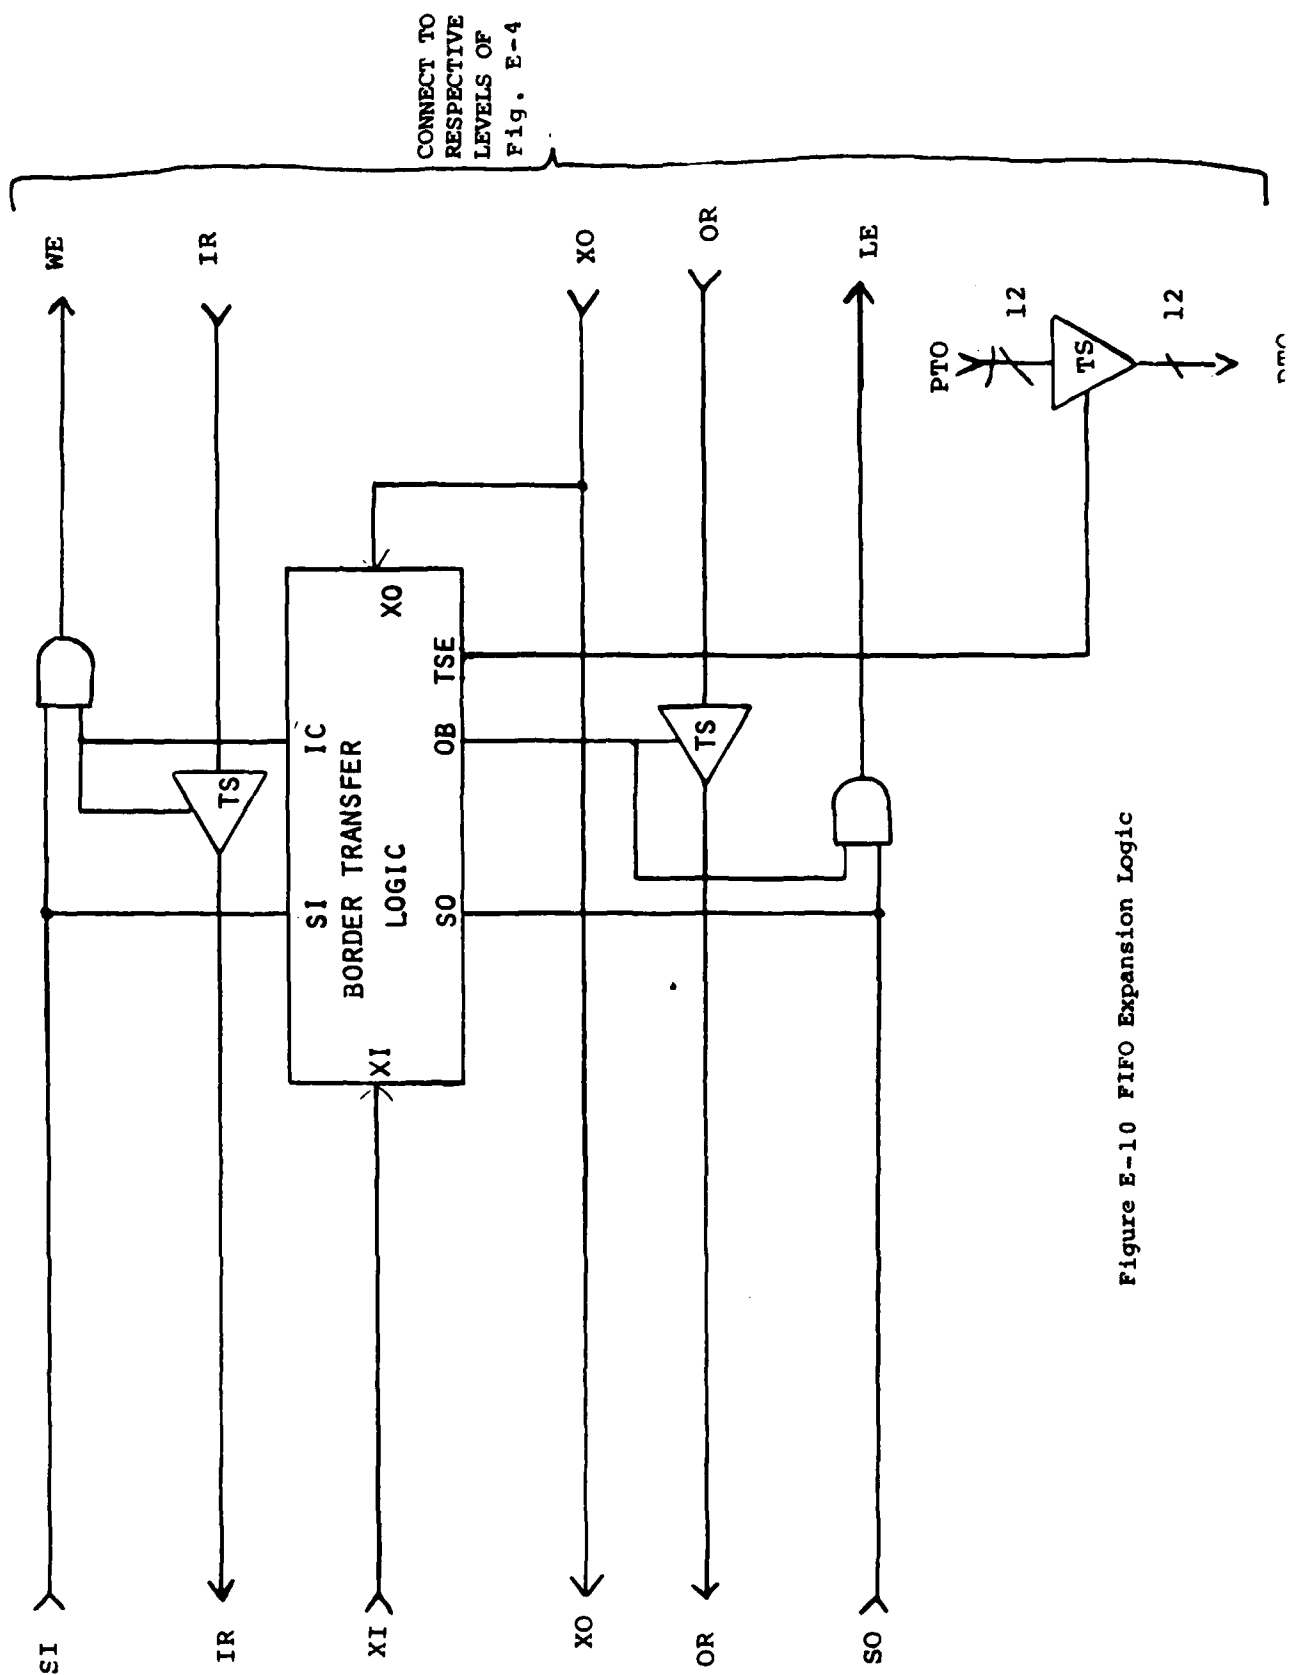 CONNECT TO
RESPECTIVE
LEVELS OF
Fig. E-4
SI
WE
IR
TS
IR
XI
XI
SI
IC
BORDER TRANSFER
LOGIC
XO
SO
OB
TSE
XO
XO
OR
TS
OR
SO
LE
PTO
12
TS
12
Figure E-10 FIFO Expansion Logic